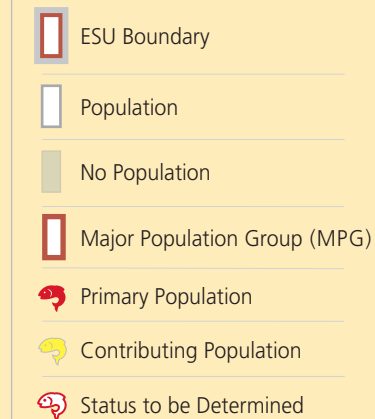 ESU Boundary
Population
No Population
Major Population Group (MPG)
Primary Population
Contributing Population
Status to be Determined